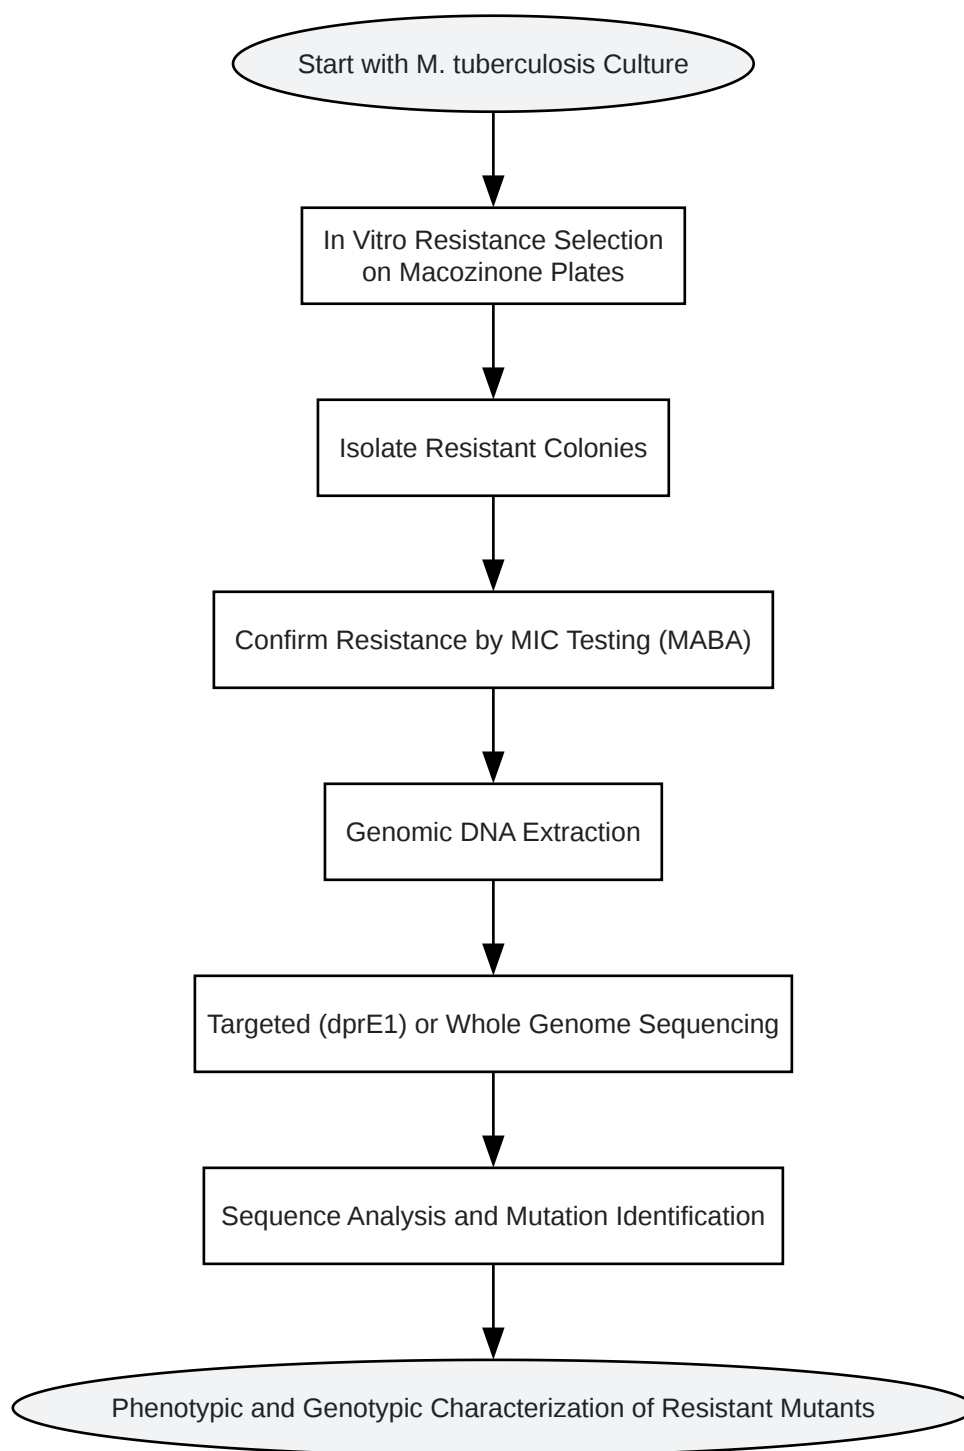 Start with M. tuberculosis Culture
In Vitro Resistance Selection
on Macozinone Plates
Isolate Resistant Colonies
Confirm Resistance by MIC Testing (MABA)
Genomic DNA Extraction
Targeted (dprE1) or Whole Genome Sequencing
Sequence Analysis and Mutation Identification
Phenotypic and Genotypic Characterization of Resistant Mutants